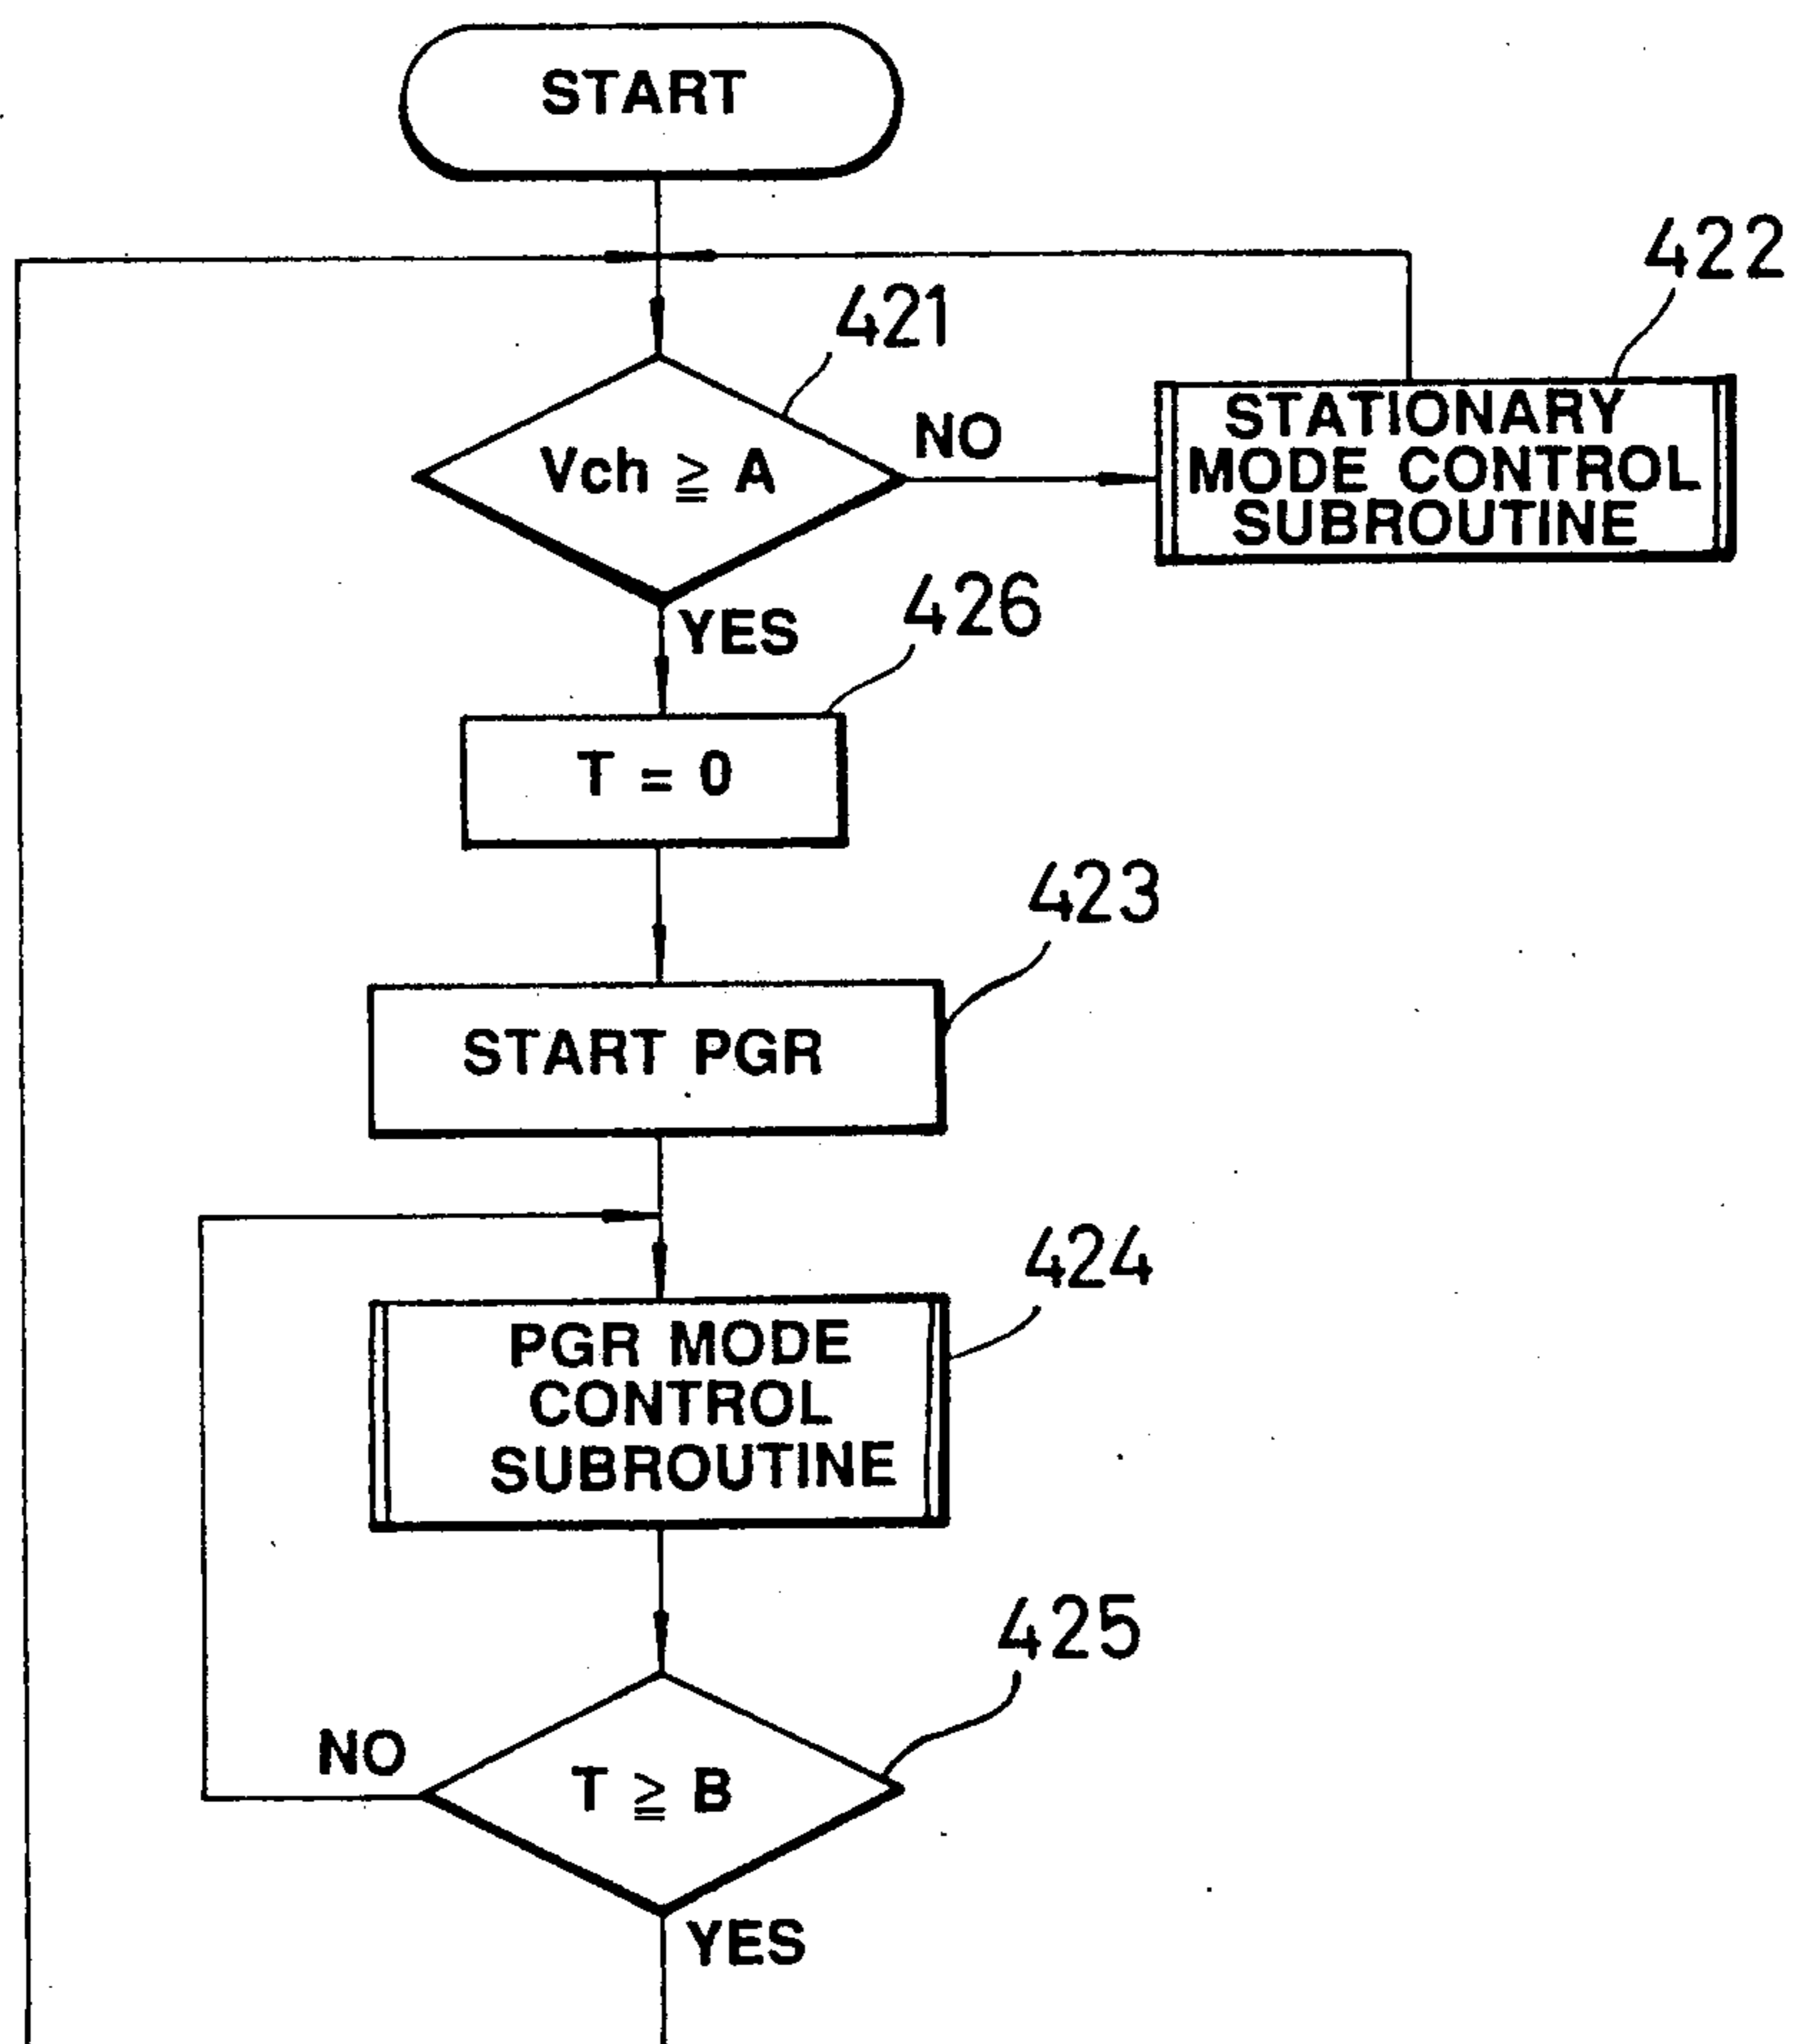 START
422
421
NO
STATIONARY
MODE CONTROL
SUBROUTINE
Vch ≧ A
YES
426
T = 0
423
START PGR
424
PGR MODE
CONTROL
SUBROUTINE
425
NO
T ≧ B
YES